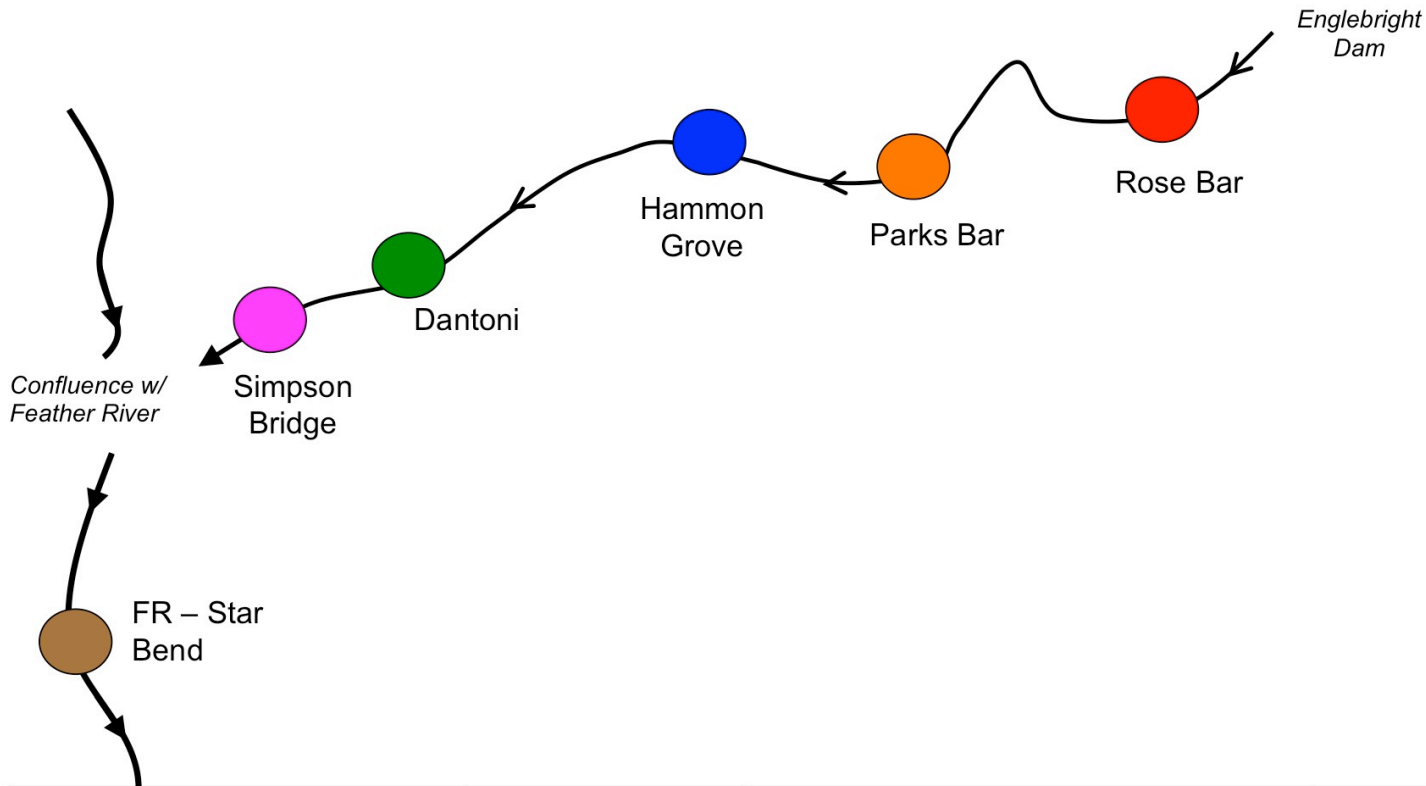 Englebright
Dam
Rose Bar
Parks Bar
Hammon
Grove
Dantoni
Simpson
Bridge
Confluence w/
Feather River
FR – Star
Bend